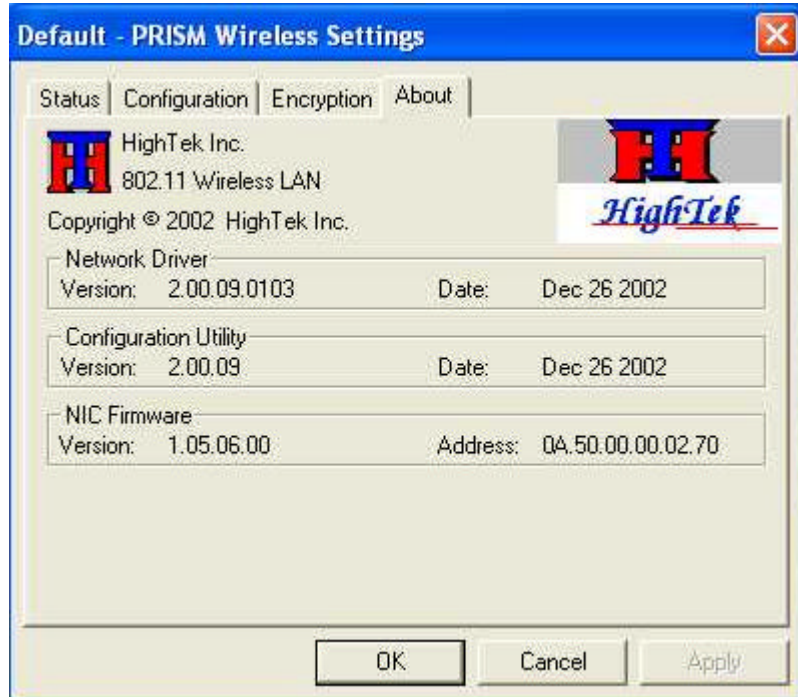 Default - PRISM Wireless Settings
Status Configuration Encryption About
HighTek Inc.
802.11 Wireless LAN
Copyright © 2002 HighTek Inc.
HighTek
Network Driver
Version: 2.00.09.0103 Date: Dec 26 2002
Configuration Utility
Version: 2.00.09 Date: Dec 26 2002
NIC Firmware
Version: 1.05.06.00 Address: 0A.50.00.00.02.70
OK Cancel Apply